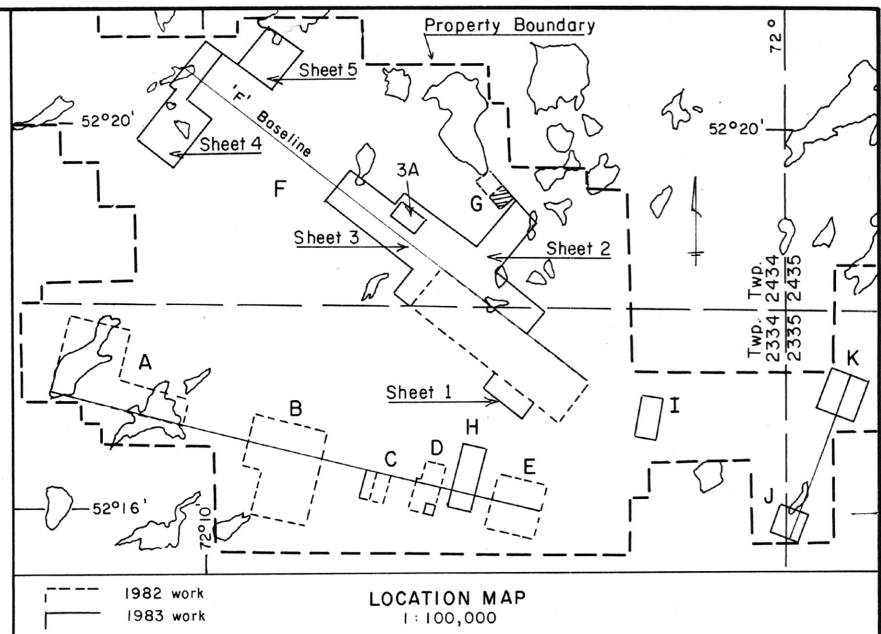 Property Boundary
72°
Sheet 5
'F' Baseline
52°20'
52°20'
Sheet 4
3A
F
G
Sheet 3
Sheet 2
Twp. 2434
Twp. 2435
Twp. 2334
2335
A
K
Sheet 1
I
B
H
D
C
E
J
52°16'
72°10'
1982 work
1983 work
LOCATION MAP
1:100,000